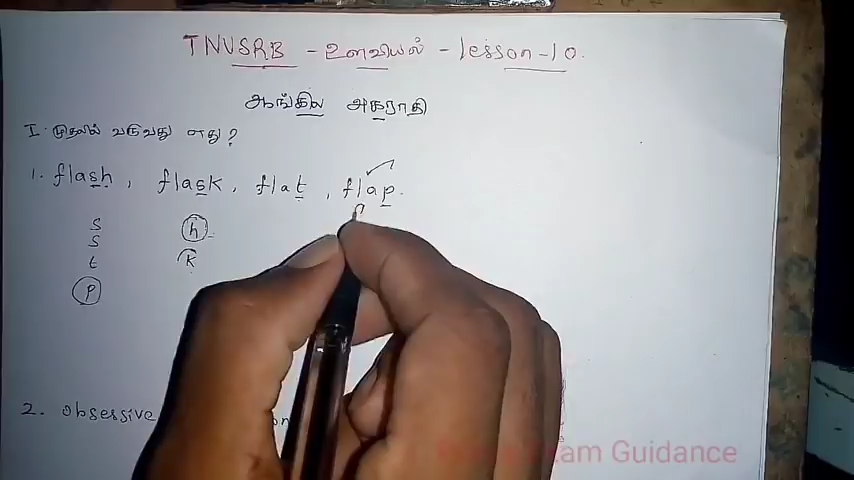 TNUSRB - உளவியல் - lesson-10.
ஆங்கில அகராதி
I. முதலில் வருவது எது?
1. flash, flask, flat, flap.
s h
s k
t
p
2. obsessive
Exam Guidance